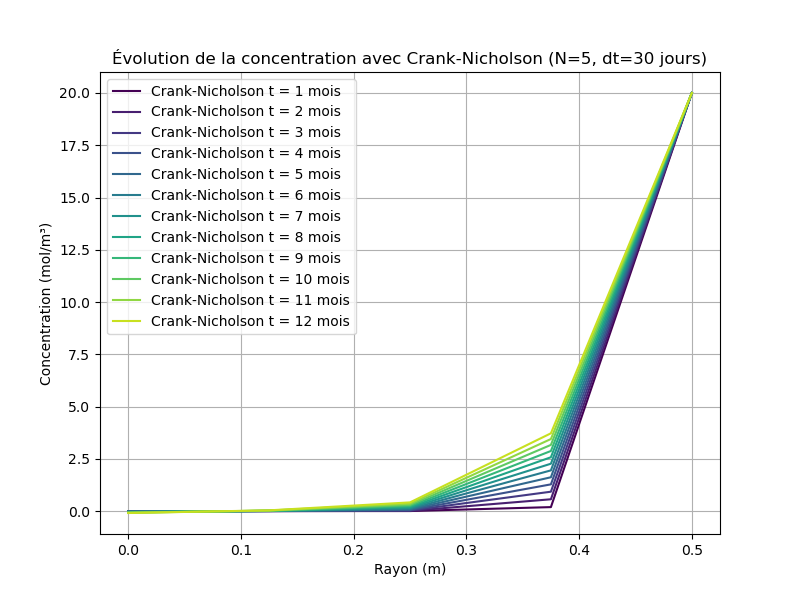 Évolution de la concentration avec Crank-Nicholson (N=5, dt=30 jours)
Crank-Nicholson t = 1 mois
Crank-Nicholson t = 2 mois
Crank-Nicholson t = 3 mois
Crank-Nicholson t = 4 mois
Crank-Nicholson t = 5 mois
Crank-Nicholson t = 6 mois
Crank-Nicholson t = 7 mois
Crank-Nicholson t = 8 mois
Crank-Nicholson t = 9 mois
Crank-Nicholson t = 10 mois
Crank-Nicholson t = 11 mois
Crank-Nicholson t = 12 mois
Concentration (mol/m³)
20.0
17.5
15.0
12.5
10.0
7.5
5.0
2.5
0.0
0.0 0.1 0.2 0.3 0.4 0.5
Rayon (m)